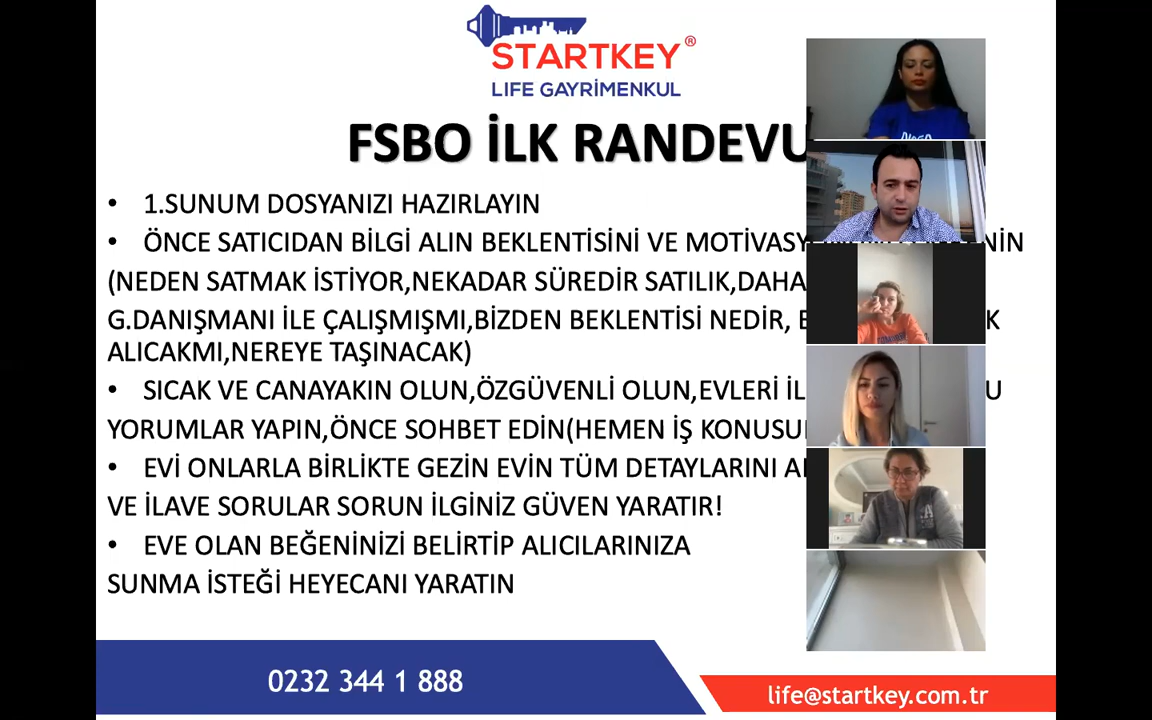 STARTKEY®
LIFE GAYRİMENKUL
FSBO İLK RANDEVU
• 1.SUNUM DOSYANIZI HAZIRLAYIN
• ÖNCE SATICIDAN BİLGİ ALIN BEKLENTİSİNİ VE
(NEDEN SATMAK İSTİYOR,NEKADAR SÜREDİR SATILIK,DAHA
G.DANIŞMANI İLE ÇALIŞMIŞMI,BİZDEN BEKLENTİSİ NEDİR,
ALICAKMI,NEREYE TAŞINACAK)
• SICAK VE CANAYAKIN OLUN,ÖZGÜVENLİ OLUN,EVLERİ
YORUMLAR YAPIN,ÖNCE SOHBET EDİN(HEMEN İŞ
• EVİ ONLARLA BİRLİKTE GEZİN EVİN TÜM DETAYLARINI
VE İLAVE SORULAR SORUN İLGİNİZ GÜVEN YARATIR!
• EVE OLAN BEĞENİNİZİ BELİRTİP ALICILARINIZA
SUNMA İSTEĞİ HEYECANI YARATIN
0232 344 1 888
life@startkey.com.tr